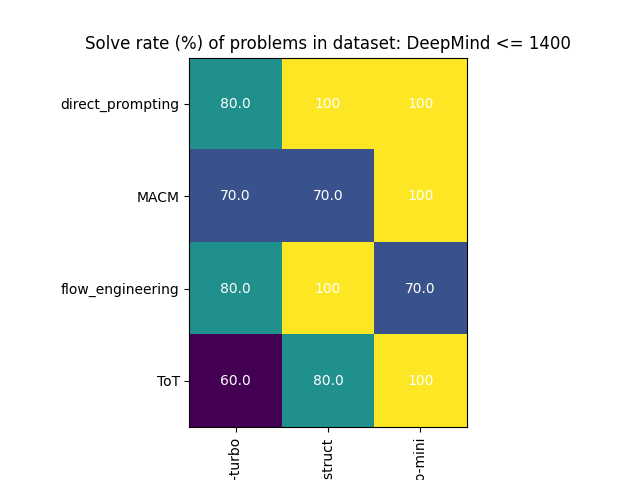 Solve rate (%) of problems in dataset: DeepMind <= 1400
direct_prompting 80.0 100 100
MACM 70.0 70.0 100
flow_engineering 80.0 100 70.0
ToT 60.0 80.0 100
-turbo struct o-mini